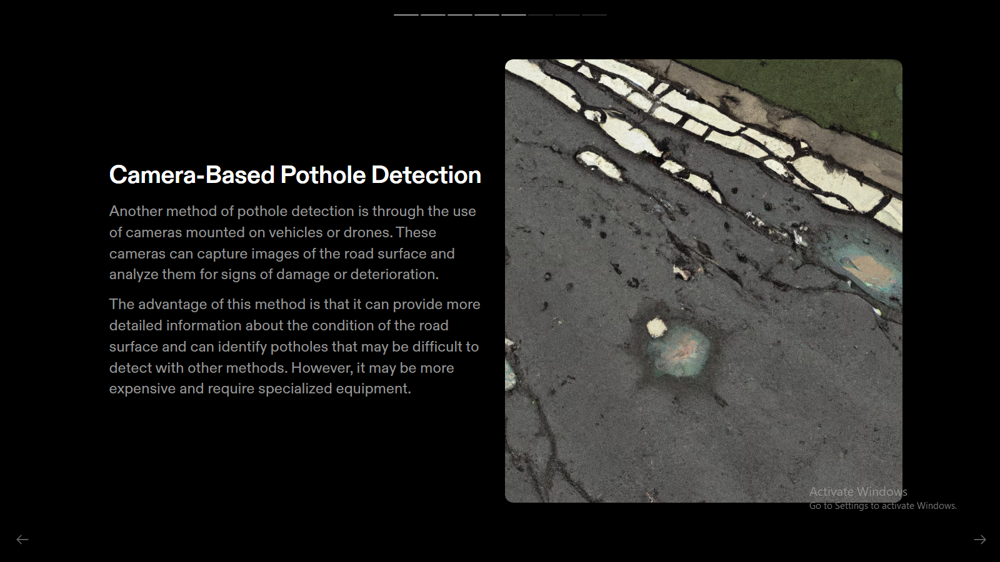 Camera-Based Pothole Detection
Another method of pothole detection is through the use
of cameras mounted on vehicles or drones. These
cameras can capture images of the road surface and
analyze them for signs of damage or deterioration.
The advantage of this method is that it can provide more
detailed information about the condition of the road
surface and can identify potholes that may be difficult to
detect with other methods. However, it may be more
expensive and require specialized equipment.
Activate Windows
Go to Settings to activate Windows.